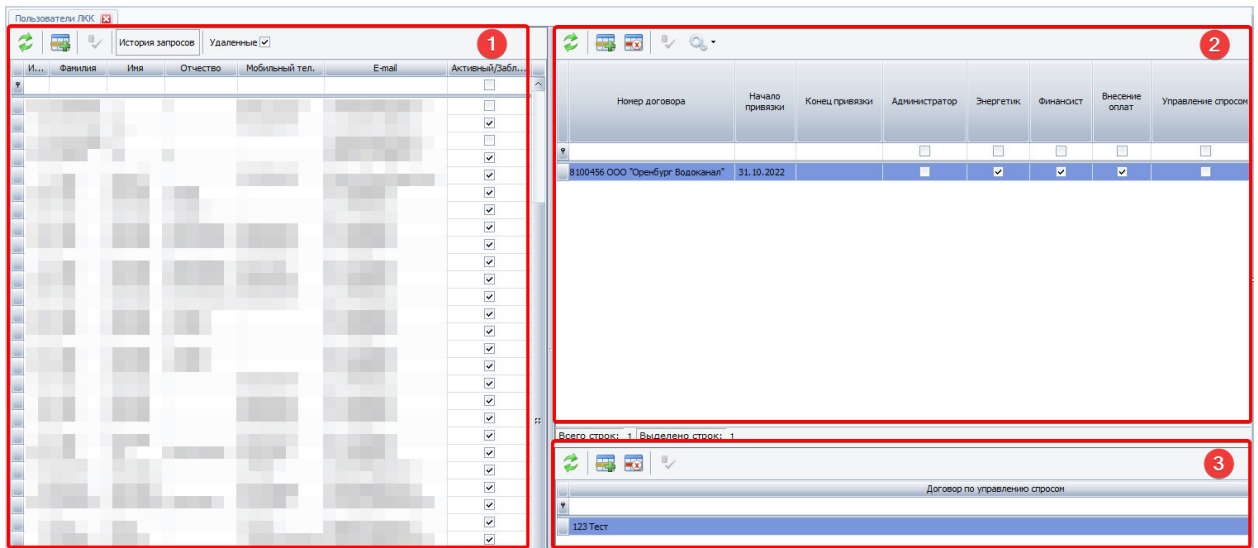 Пользователи ЛКК
История запросов Удаленные
1
И... Фамилия Имя Отчество Мобильный тел. E-mail Активный/Забл...
2
Номер договора Начало привязки Конец привязки Администратор Энергетик Финансист Внесение оплат Управление спросом
8100456 ООО "Оренбург Водоканал" 31.10.2022
Всего строк: 1 Выделено строк: 1
3
Договор по управлению спросом
123 Тест